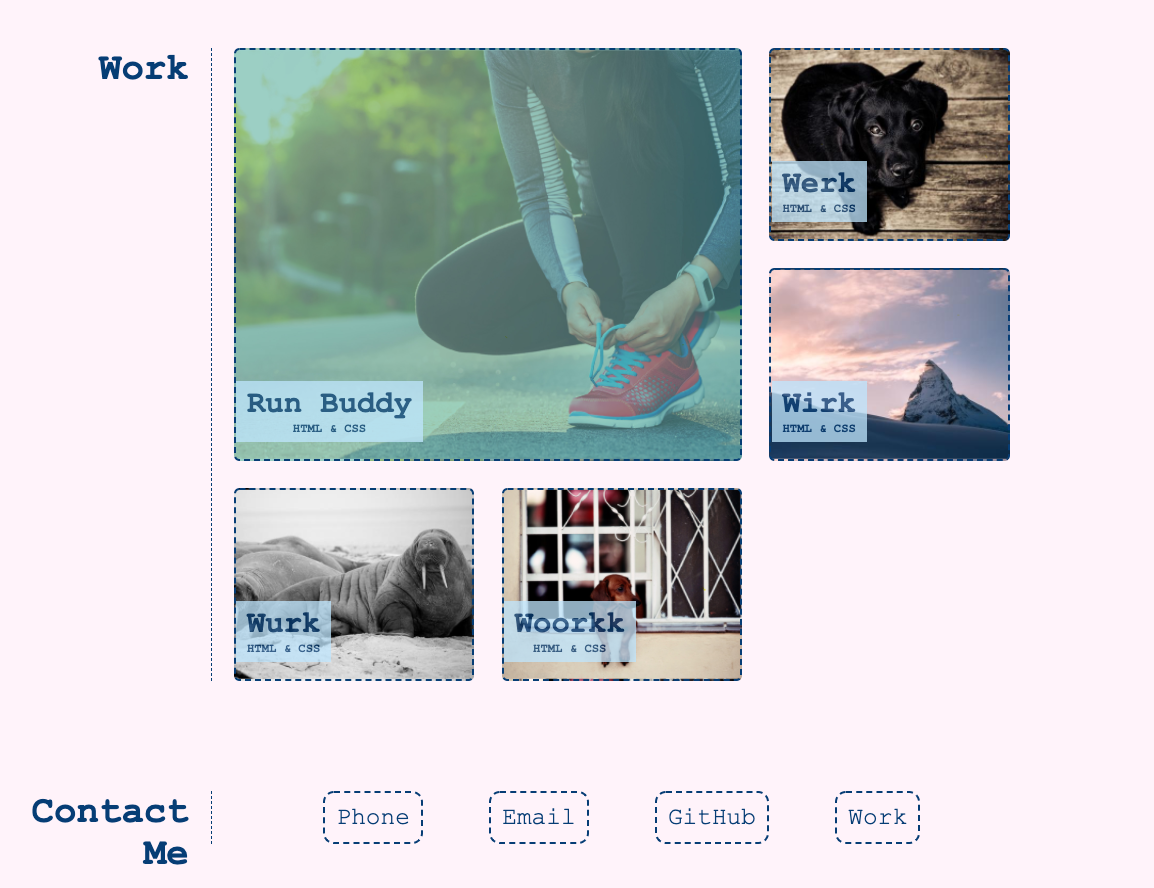 Work
Run Buddy
HTML & CSS
Werk
HTML & CSS
Wirk
HTML & CSS
Wurk
HTML & CSS
Woorkk
HTML & CSS
Contact
Me
Phone
Email
GitHub
Work